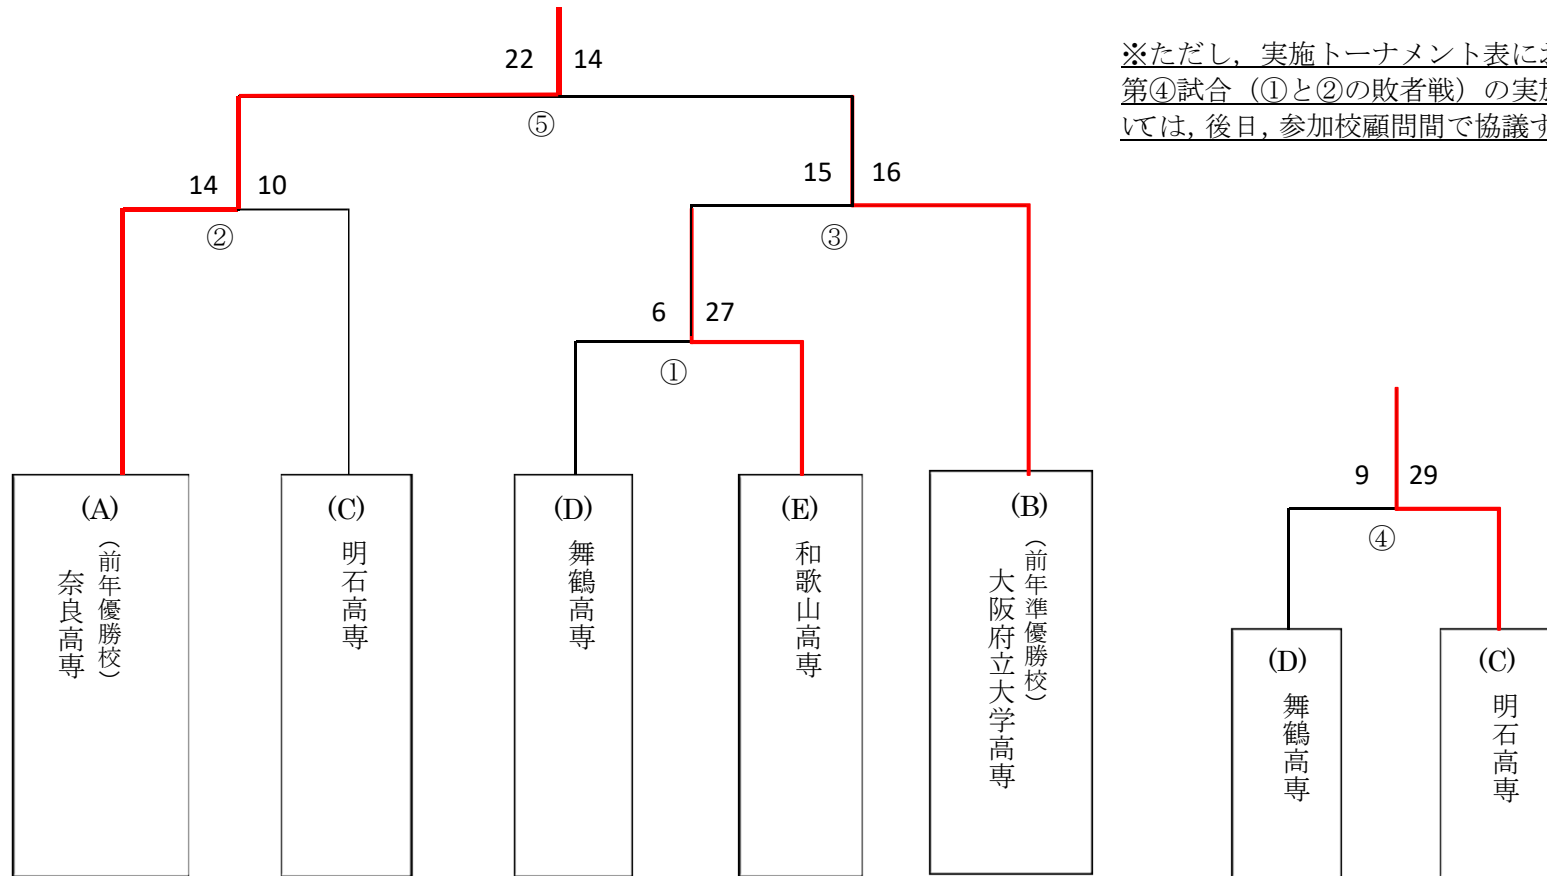 22 14
※ただし，実施トーナメント表にお
第④試合（①と②の敗者戦）の実施
いては，後日，参加校顧問間で協議す
⑤
14 10
②
15 16
③
6 27
①
(A)
（前年優勝校）
奈良高専
(C)
明石高専
(D)
舞鶴高専
(E)
和歌山高専
(B)
（前年準優勝校）
大阪府立大学高専
9 29
④
(D)
舞鶴高専
(C)
明石高専